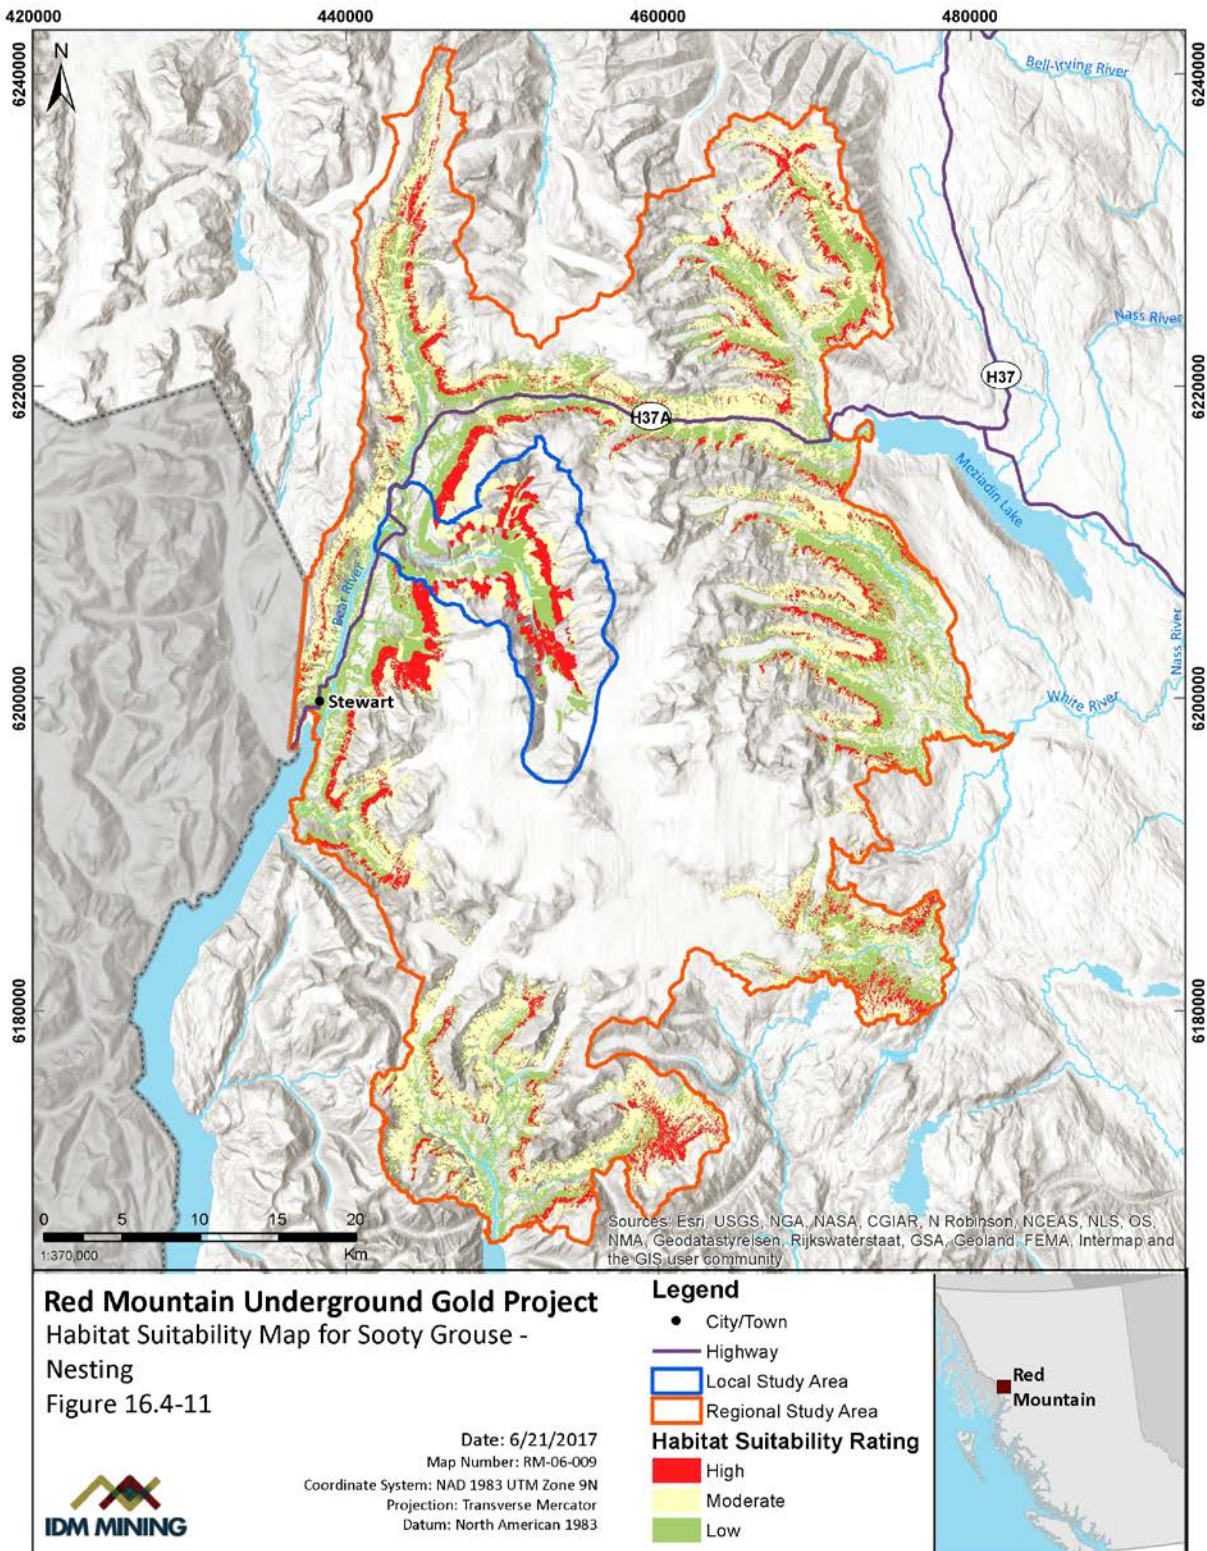 420000
440000
460000
480000
N
6240000
6240000
Bell-Irving River
Nass River
H37
6220000
6220000
H37A
Meziadin Lake
Bear River
Nass River
White River
6200000
6200000
Stewart
6180000
6180000
0 5 10 15 20
1:370,000
Km
Sources: Esri, USGS, NGA, NASA, CGIAR, N Robinson, NCEAS, NLS, OS,
NMA, Geodatastyrelsen, Rijkswaterstaat, GSA, Geoland, FEMA, Intermap and
the GIS user community
Red Mountain Underground Gold Project
Habitat Suitability Map for Sooty Grouse -
Nesting
Figure 16.4-11
Date: 6/21/2017
Map Number: RM-06-009
Coordinate System: NAD 1983 UTM Zone 9N
Projection: Transverse Mercator
Datum: North American 1983
IDM MINING
Legend
City/Town
Highway
Local Study Area
Regional Study Area
Habitat Suitability Rating
High
Moderate
Low
Red
Mountain